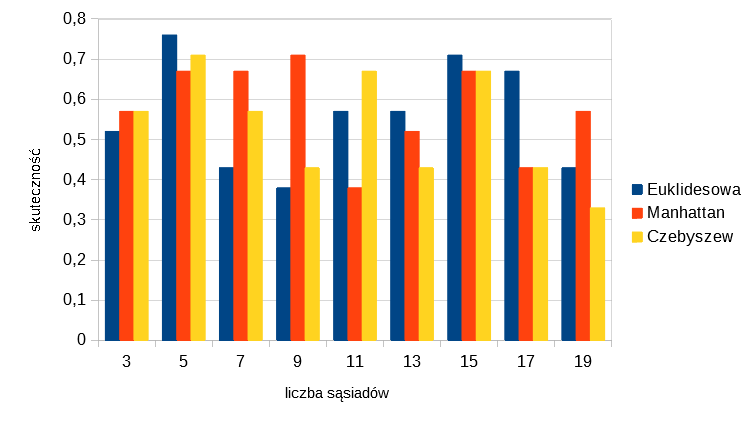 0,8
0,7
0,6
0,5
0,4
0,3
0,2
0,1
0
skuteczność
3 5 7 9 11 13 15 17 19
liczba sąsiadów
Euklidesowa
Manhattan
Czebyszew